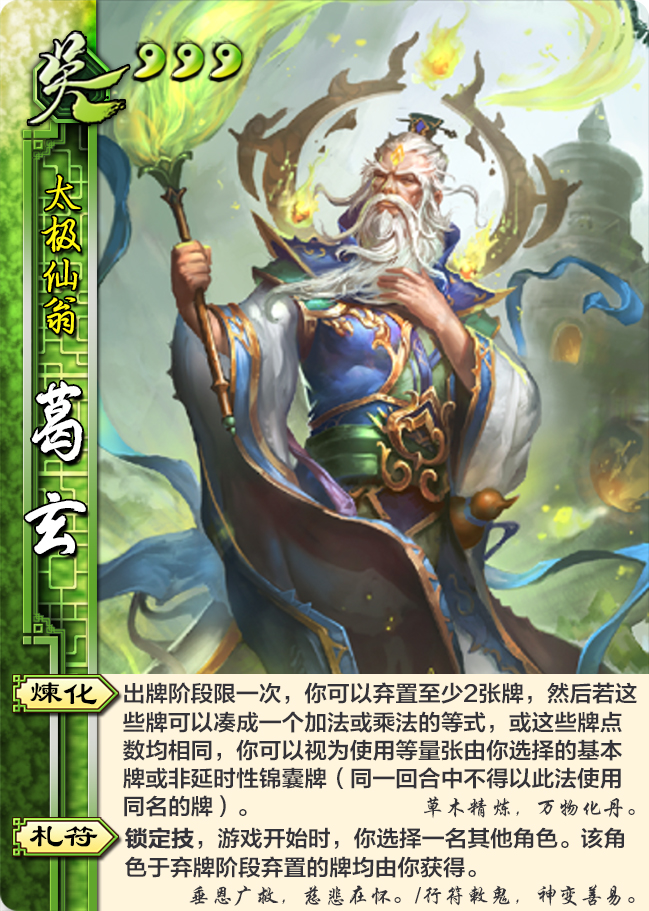 吴
太极仙翁
葛玄
煉化
出牌阶段限一次，你可以弃置至少2张牌，然后若这
些牌可以凑成一个加法或乘法的等式，或这些牌点
数均相同，你可以视为使用等量张由你选择的基本
牌或非延时性锦囊牌（同一回合中不得以此法使用
同名的牌）。
草木精炼，万物化丹。
札符
锁定技，游戏开始时，你选择一名其他角色。该角
色于弃牌阶段弃置的牌均由你获得。
垂恩广救，慈悲在怀。/行符敕鬼，神变善易。